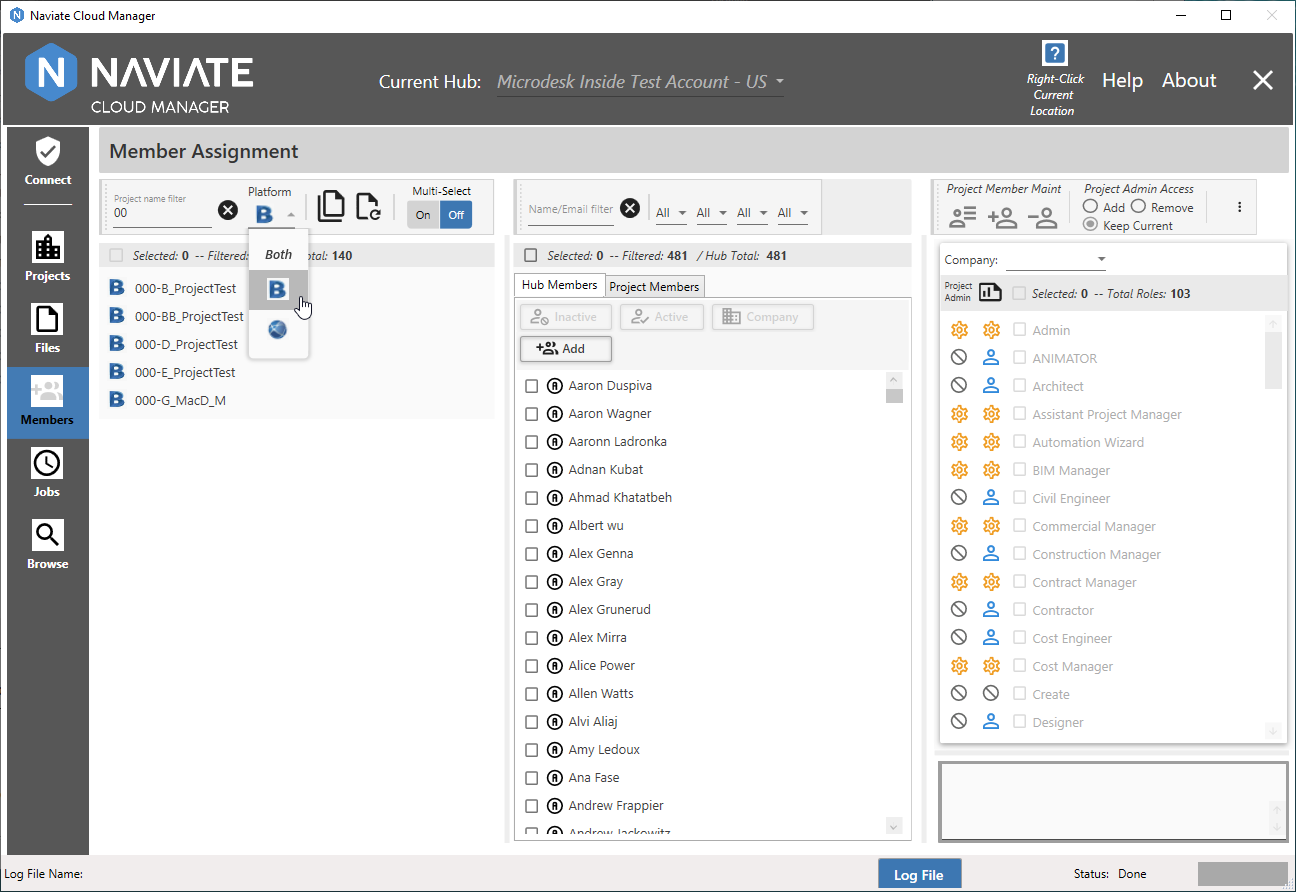 Naviate Cloud Manager
NAVIATE
CLOUD MANAGER
Current Hub: Microdesk Inside Test Account - US
Right-Click
Current
Location
Help About
Connect
Projects
Files
Members
Jobs
Browse
Member Assignment
Project name filter
00
Platform
Multi-Select
On Off
Both
Selected: 0 -- Filtered: otal: 140
000-B_ProjectTest
000-BB_ProjectTest
000-D_ProjectTest
000-E_ProjectTest
000-G_MacD_M
Name/Email filter
All All All All
Selected: 0 -- Filtered: 481 / Hub Total: 481
Hub Members Project Members
Inactive Active Company
Add
Aaron Duspiva
Aaron Wagner
Aaronn Ladronka
Adnan Kubat
Ahmad Khatatbeh
Albert wu
Alex Genna
Alex Gray
Alex Grunerud
Alex Mirra
Alice Power
Allen Watts
Alvi Aliaj
Amy Ledoux
Ana Fase
Andrew Frappier
Andrew Jackowitz
Project Member Maint
Project Admin Access
Add Remove
Keep Current
Company:
Project
Admin
Selected: 0 -- Total Roles: 103
Admin
ANIMATOR
Architect
Assistant Project Manager
Automation Wizard
BIM Manager
Civil Engineer
Commercial Manager
Construction Manager
Contract Manager
Contractor
Cost Engineer
Cost Manager
Create
Designer
Log File Name:
Log File
Status: Done